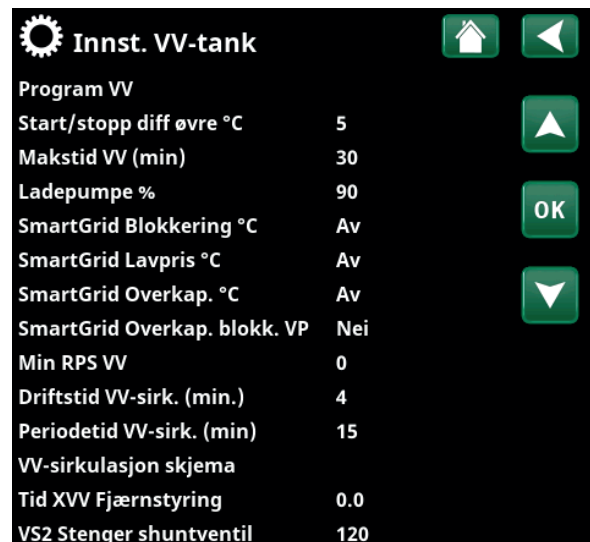 Innst. VV-tank
Program VV
Start/stopp diff øvre °C 5
Makstid VV (min) 30
Ladepumpe % 90
SmartGrid Blokkering °C Av
SmartGrid Lavpris °C Av
SmartGrid Overkap. °C Av
SmartGrid Overkap. blokk. VP Nei
Min RPS VV 0
Driftstid VV-sirk. (min.) 4
Periodetid VV-sirk. (min) 15
VV-sirkulasjon skjema
Tid XVV Fjærnstyring 0.0
VS2 Stenger shuntventil 120
OK